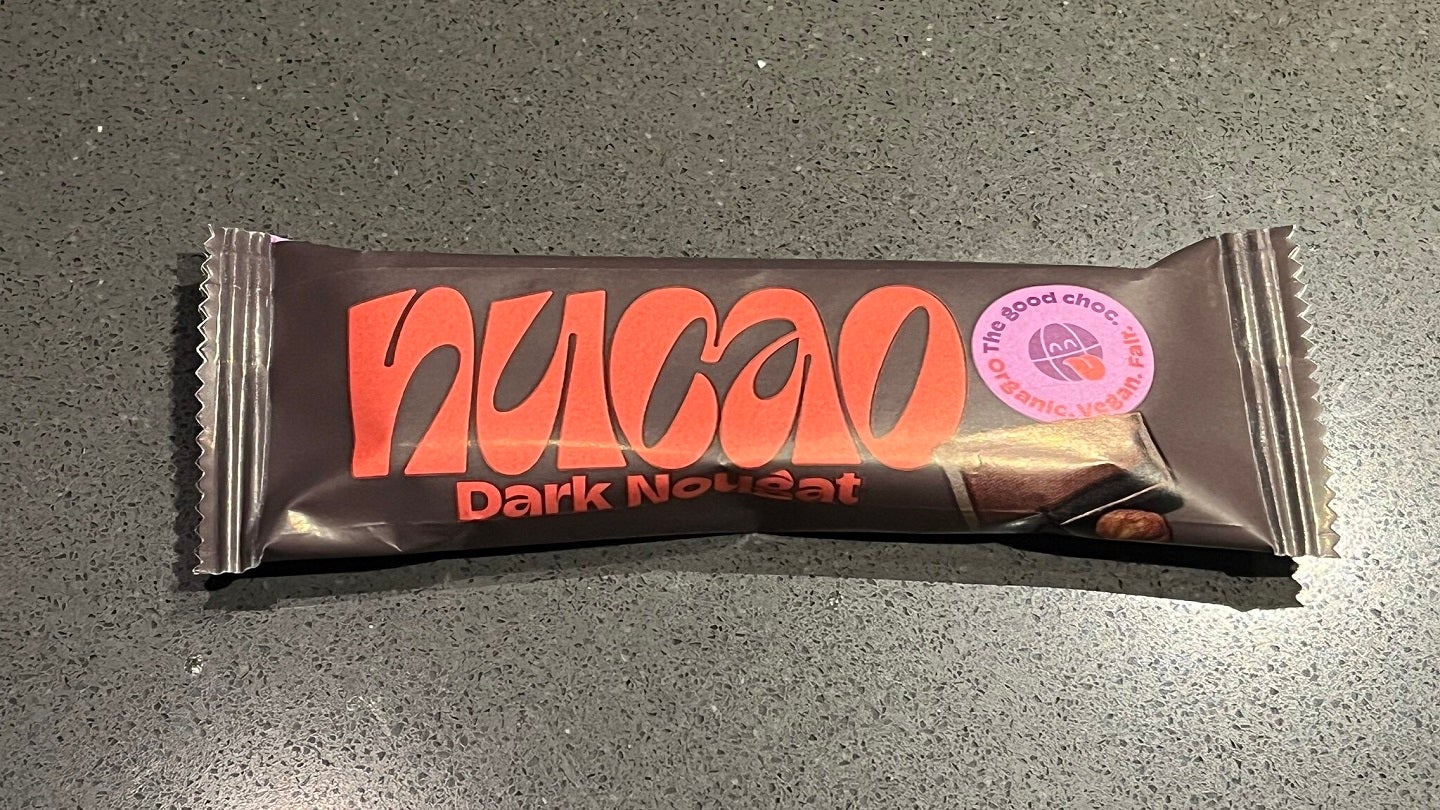 nucao
Dark Nougat
The good choc.
Organic. Vegan. Fair.